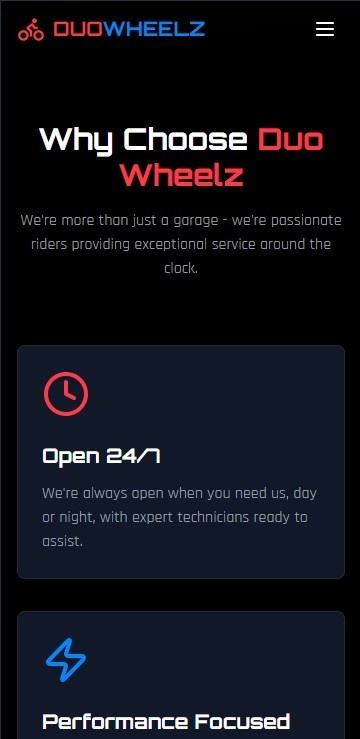 DUOWHEELZ
Why Choose Duo
Wheelz
We're more than just a garage - we're passionate
riders providing exceptional service around the
clock.
Open 24/7
We're always open when you need us, day
or night, with expert technicians ready to
assist.
Performance Focused